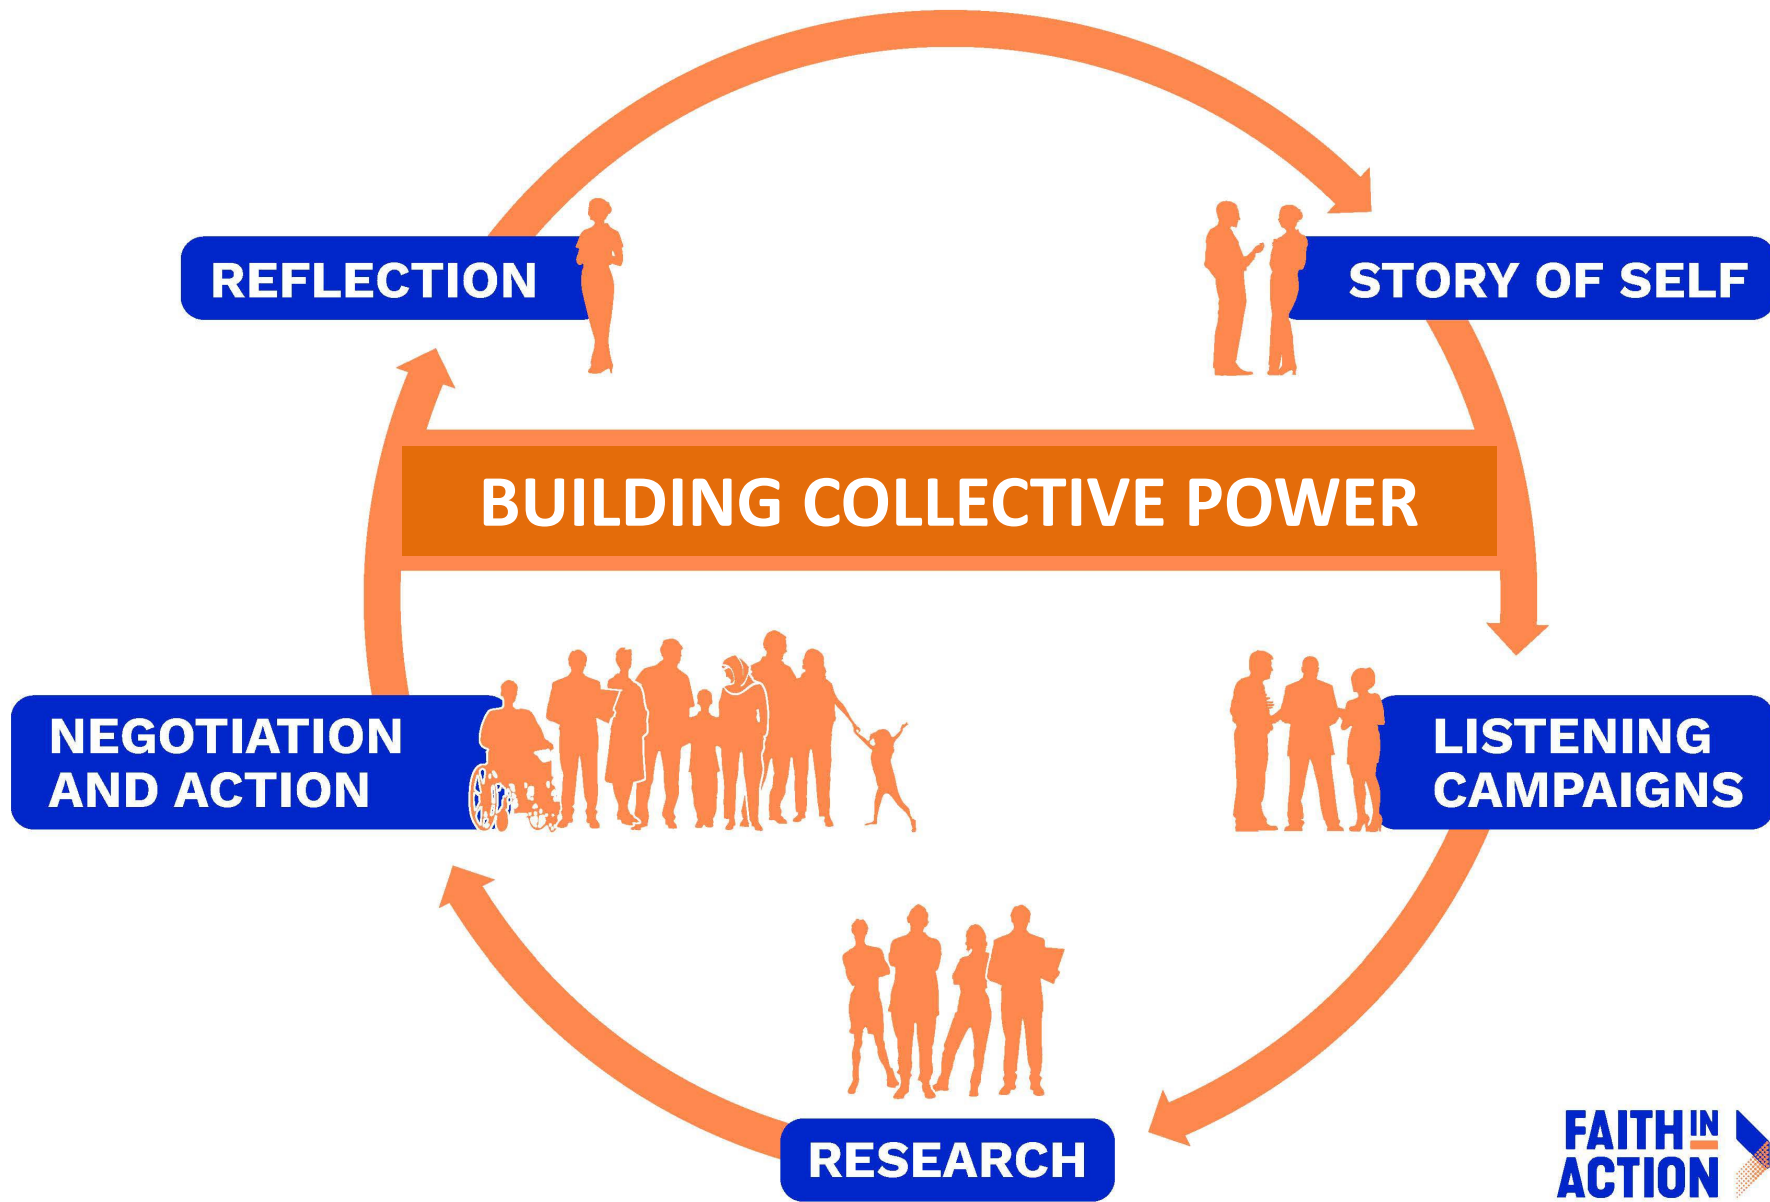 REFLECTION
STORY OF SELF
BUILDING COLLECTIVE POWER
NEGOTIATION
AND ACTION
LISTENING
CAMPAIGNS
RESEARCH
FAITH IN
ACTION